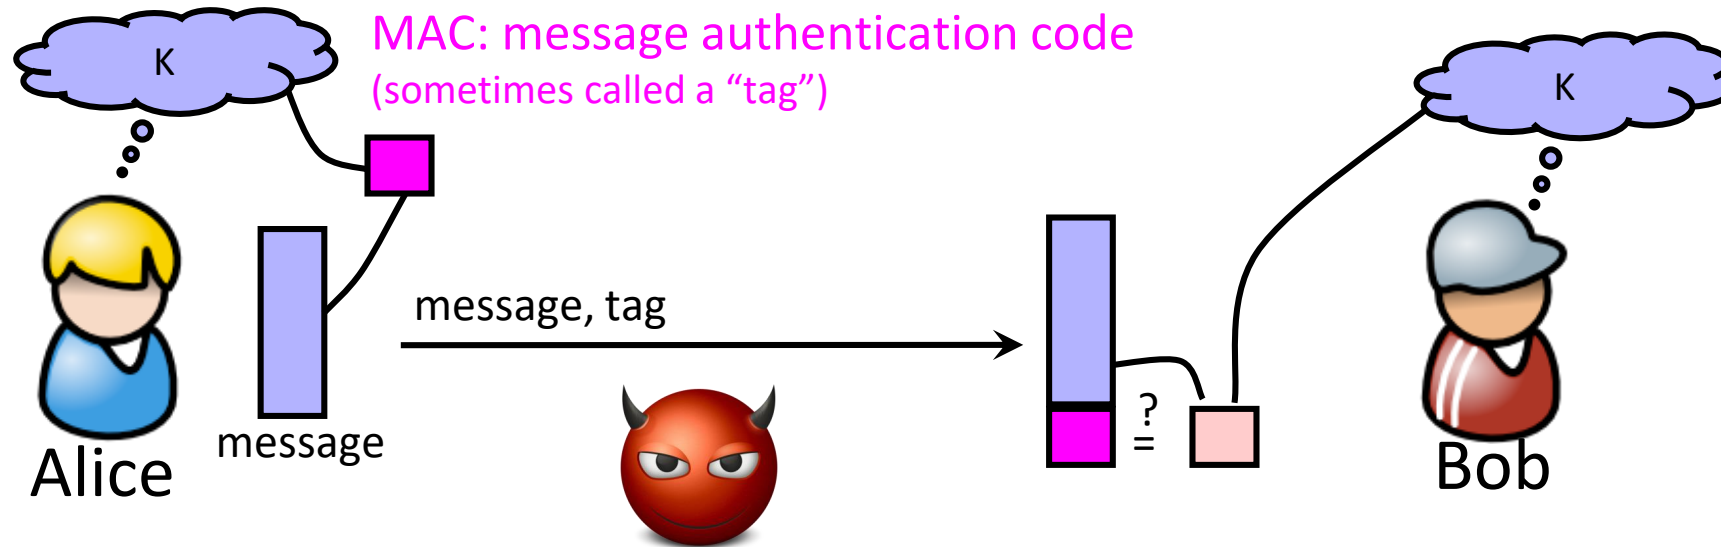 K
MAC: message authentication code
(sometimes called a “tag”)
K
message, tag
?
=
message
Alice
Bob